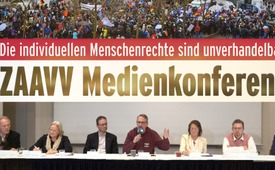 Die individuellen Menschenrechte sind unverhandelba
ZAAVV Medienkonferen